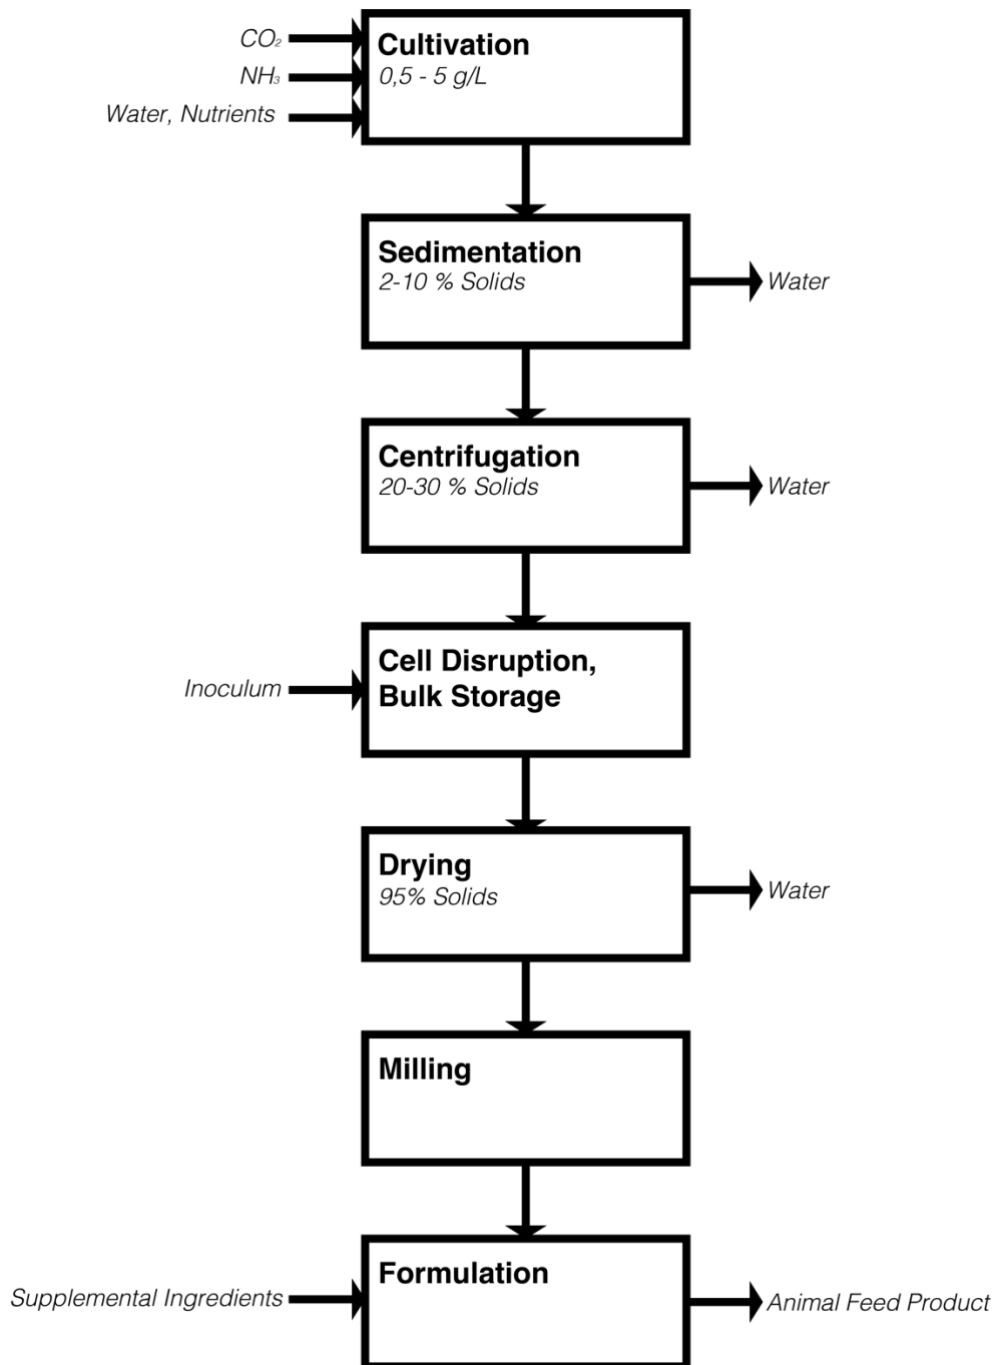 CO₂
NH₃
Water, Nutrients
Cultivation
0,5 - 5 g/L
Sedimentation
2-10 % Solids
Water
Centrifugation
20-30 % Solids
Water
Inoculum
Cell Disruption,
Bulk Storage
Drying
95% Solids
Water
Milling
Supplemental Ingredients
Formulation
Animal Feed Product